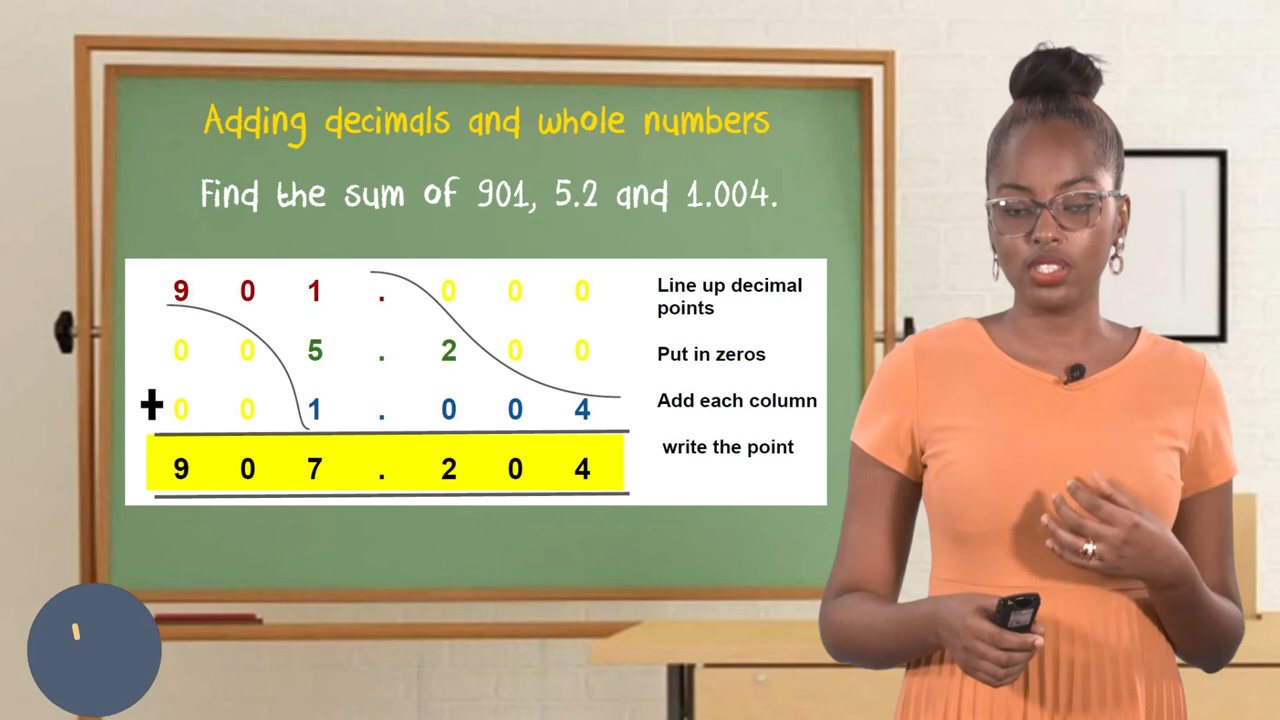 Adding decimals and whole numbers
Find the sum of 901, 5.2 and 1.004.
9 0 1 . 0 0 0
0 0 5 . 2 0 0
+ 0 0 1 . 0 0 4
9 0 7 . 2 0 4
Line up decimal
points
Put in zeros
Add each column
write the point